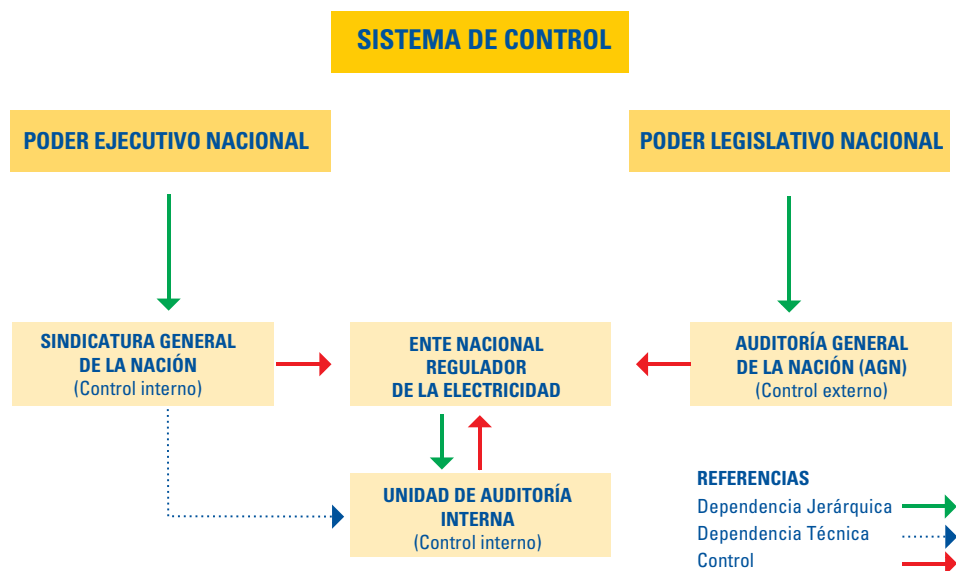 SISTEMA DE CONTROL
PODER EJECUTIVO NACIONAL
PODER LEGISLATIVO NACIONAL
SINDICATURA GENERAL
DE LA NACIÓN
(Control interno)
ENTE NACIONAL
REGULADOR
DE LA ELECTRICIDAD
AUDITORÍA GENERAL
DE LA NACIÓN (AGN)
(Control externo)
UNIDAD DE AUDITORÍA
INTERNA
(Control interno)
REFERENCIAS
Dependencia Jerárquica
Dependencia Técnica
Control